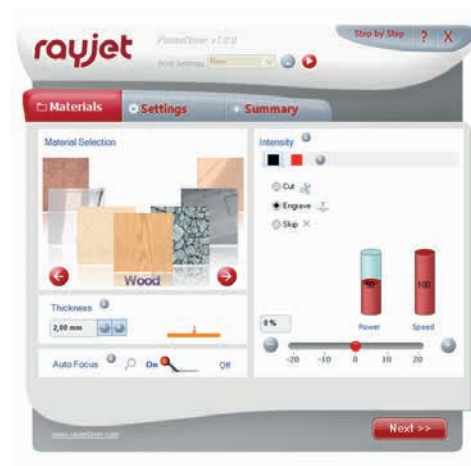 rayjet
Step by Step ? X
Materials
Settings
Summary
Material Selection
Wood
Thickness
2,00 mm
Auto Focus
On
Off
Intensity
Cut
Engrave
Skip
50
100
Power
Speed
0 %
-20 -10 0 10 20
Next >>